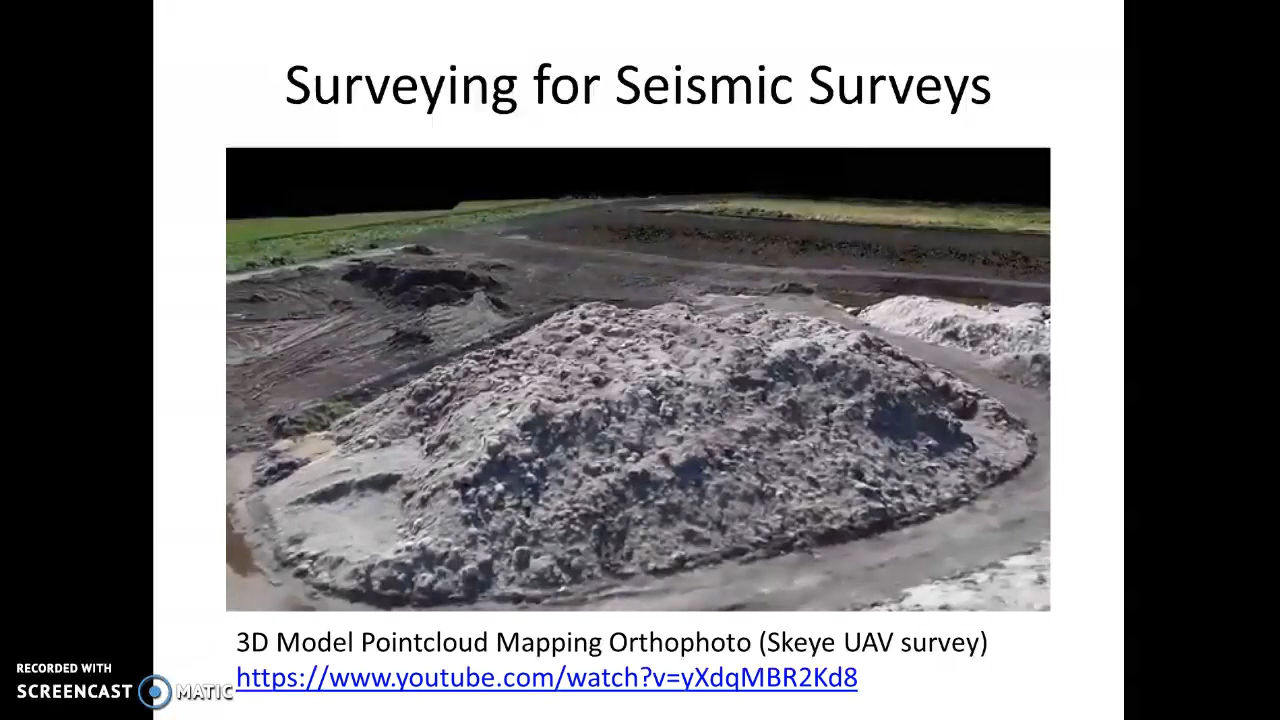 Surveying for Seismic Surveys
3D Model Pointcloud Mapping Orthophoto (Skeye UAV survey)
https://www.youtube.com/watch?v=yXdqMBR2Kd8
RECORDED WITH
SCREENCAST MATIC